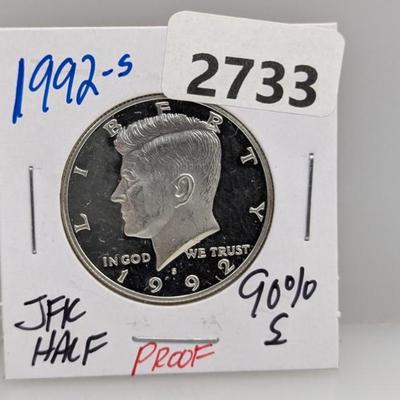 1992-S
2733
LIBERTY
IN GOD WE TRUST
S
1992
JFK
HALF
PROOF
90%
S